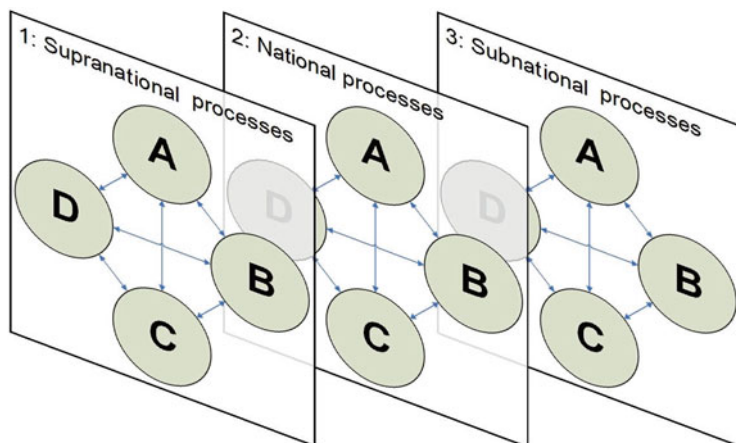 1: Supranational processes
A
D
B
C
2: National processes
A
D
B
C
3: Subnational processes
A
D
B
C